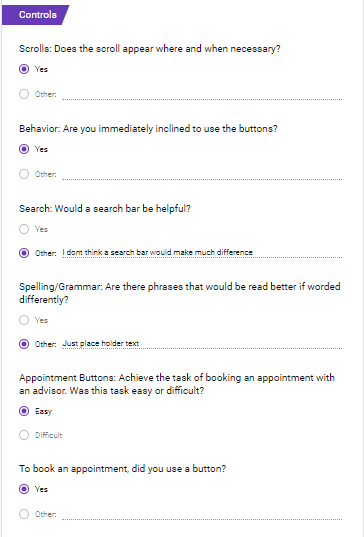 Controls
Scrolls: Does the scroll appear where and when necessary?
Yes
Other:
Behavior: Are you immediately inclined to use the buttons?
Yes
Other:
Search: Would a search bar be helpful?
Yes
Other: I dont think a search bar would make much difference
Spelling/Grammar: Are there phrases that would be read better if worded
differently?
Yes
Other: Just place holder text
Appointment Buttons: Achieve the task of booking an appointment with
an advisor. Was this task easy or difficult?
Easy
Difficult
To book an appointment, did you use a button?
Yes
Other: